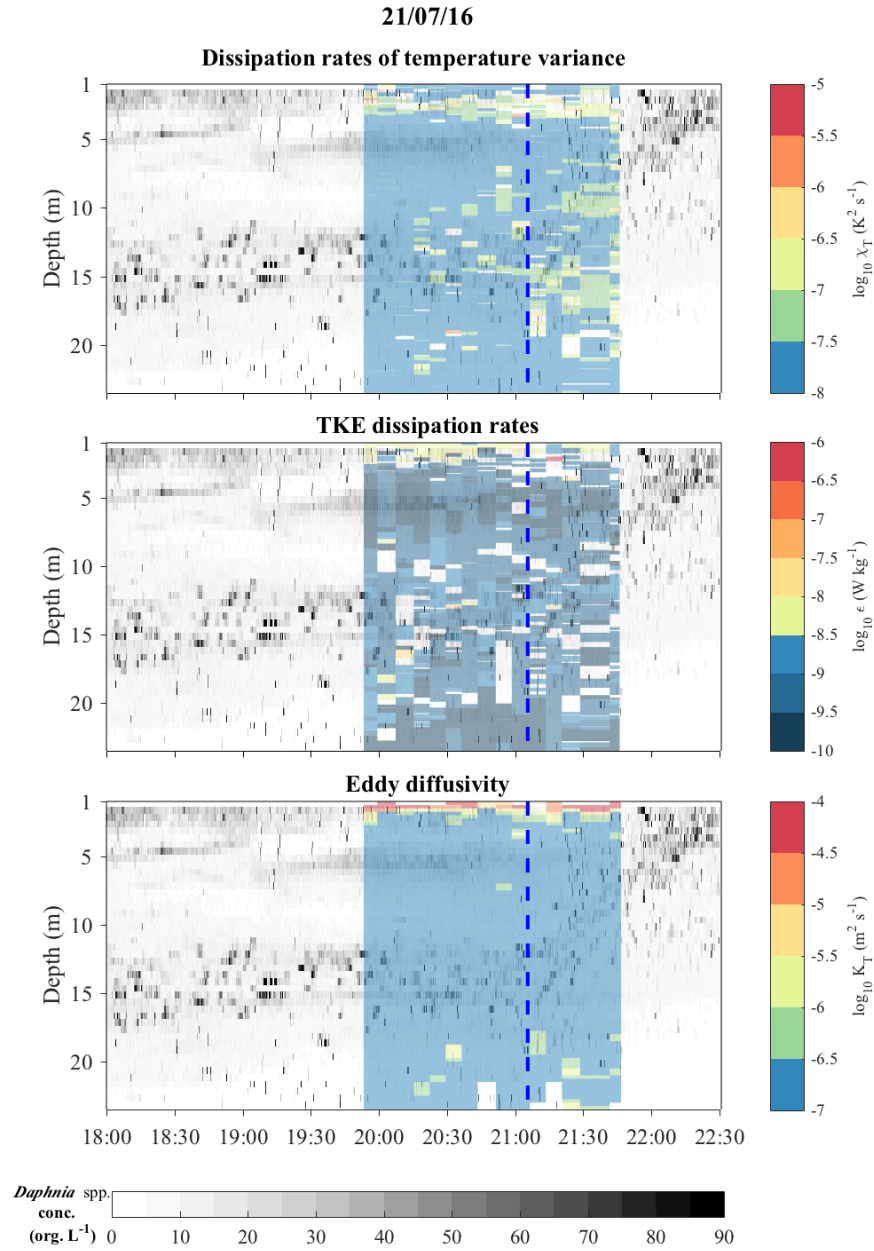 21/07/16
Dissipation rates of temperature variance
1
5
10
15
20
Depth (m)
-5
-5.5
-6
-6.5
-7
-7.5
-8
log₁₀ χ_T (K² s⁻¹)
TKE dissipation rates
1
5
10
15
20
Depth (m)
-6
-7
-7.5
-8
-8.5
-9
-9.5
-10
log₁₀ ϵ (W kg⁻¹)
Eddy diffusivity
1
5
10
15
20
Depth (m)
-4
-4.5
-5
-5.5
-6
-6.5
-7
log₁₀ K_T (m² s⁻¹)
18:00 18:30 19:00 19:30 20:00 20:30 21:00 21:30 22:00 22:30
Daphnia spp.
conc.
(org. L⁻¹)
0 10 20 30 40 50 60 70 80 90